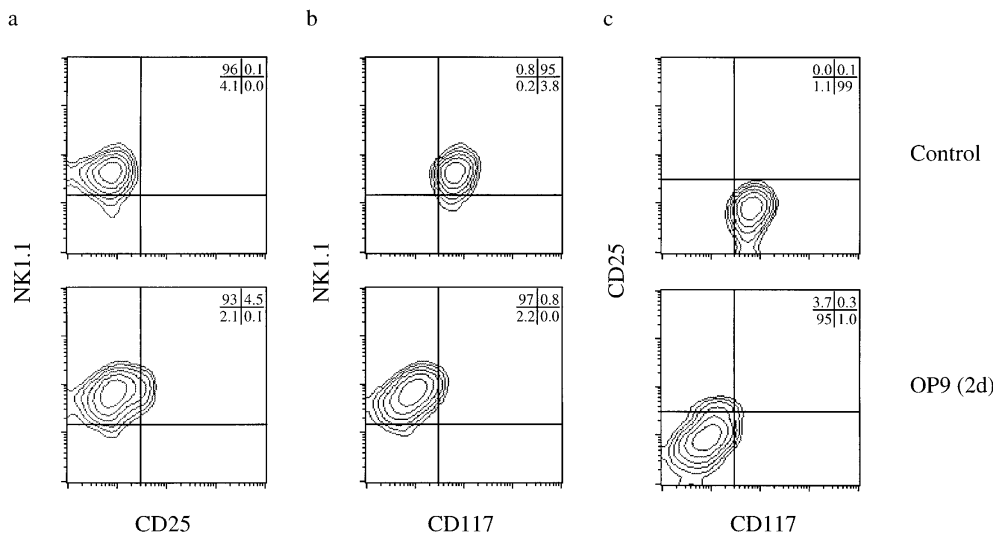 a b c
96 0.1
4.1 0.0
0.8 95
0.2 3.8
0.0 0.1
1.1 99
Control
NK1.1
NK1.1
CD25
93 4.5
2.1 0.1
97 0.8
2.2 0.0
3.7 0.3
95 1.0
OP9 (2d)
CD25 CD117 CD117